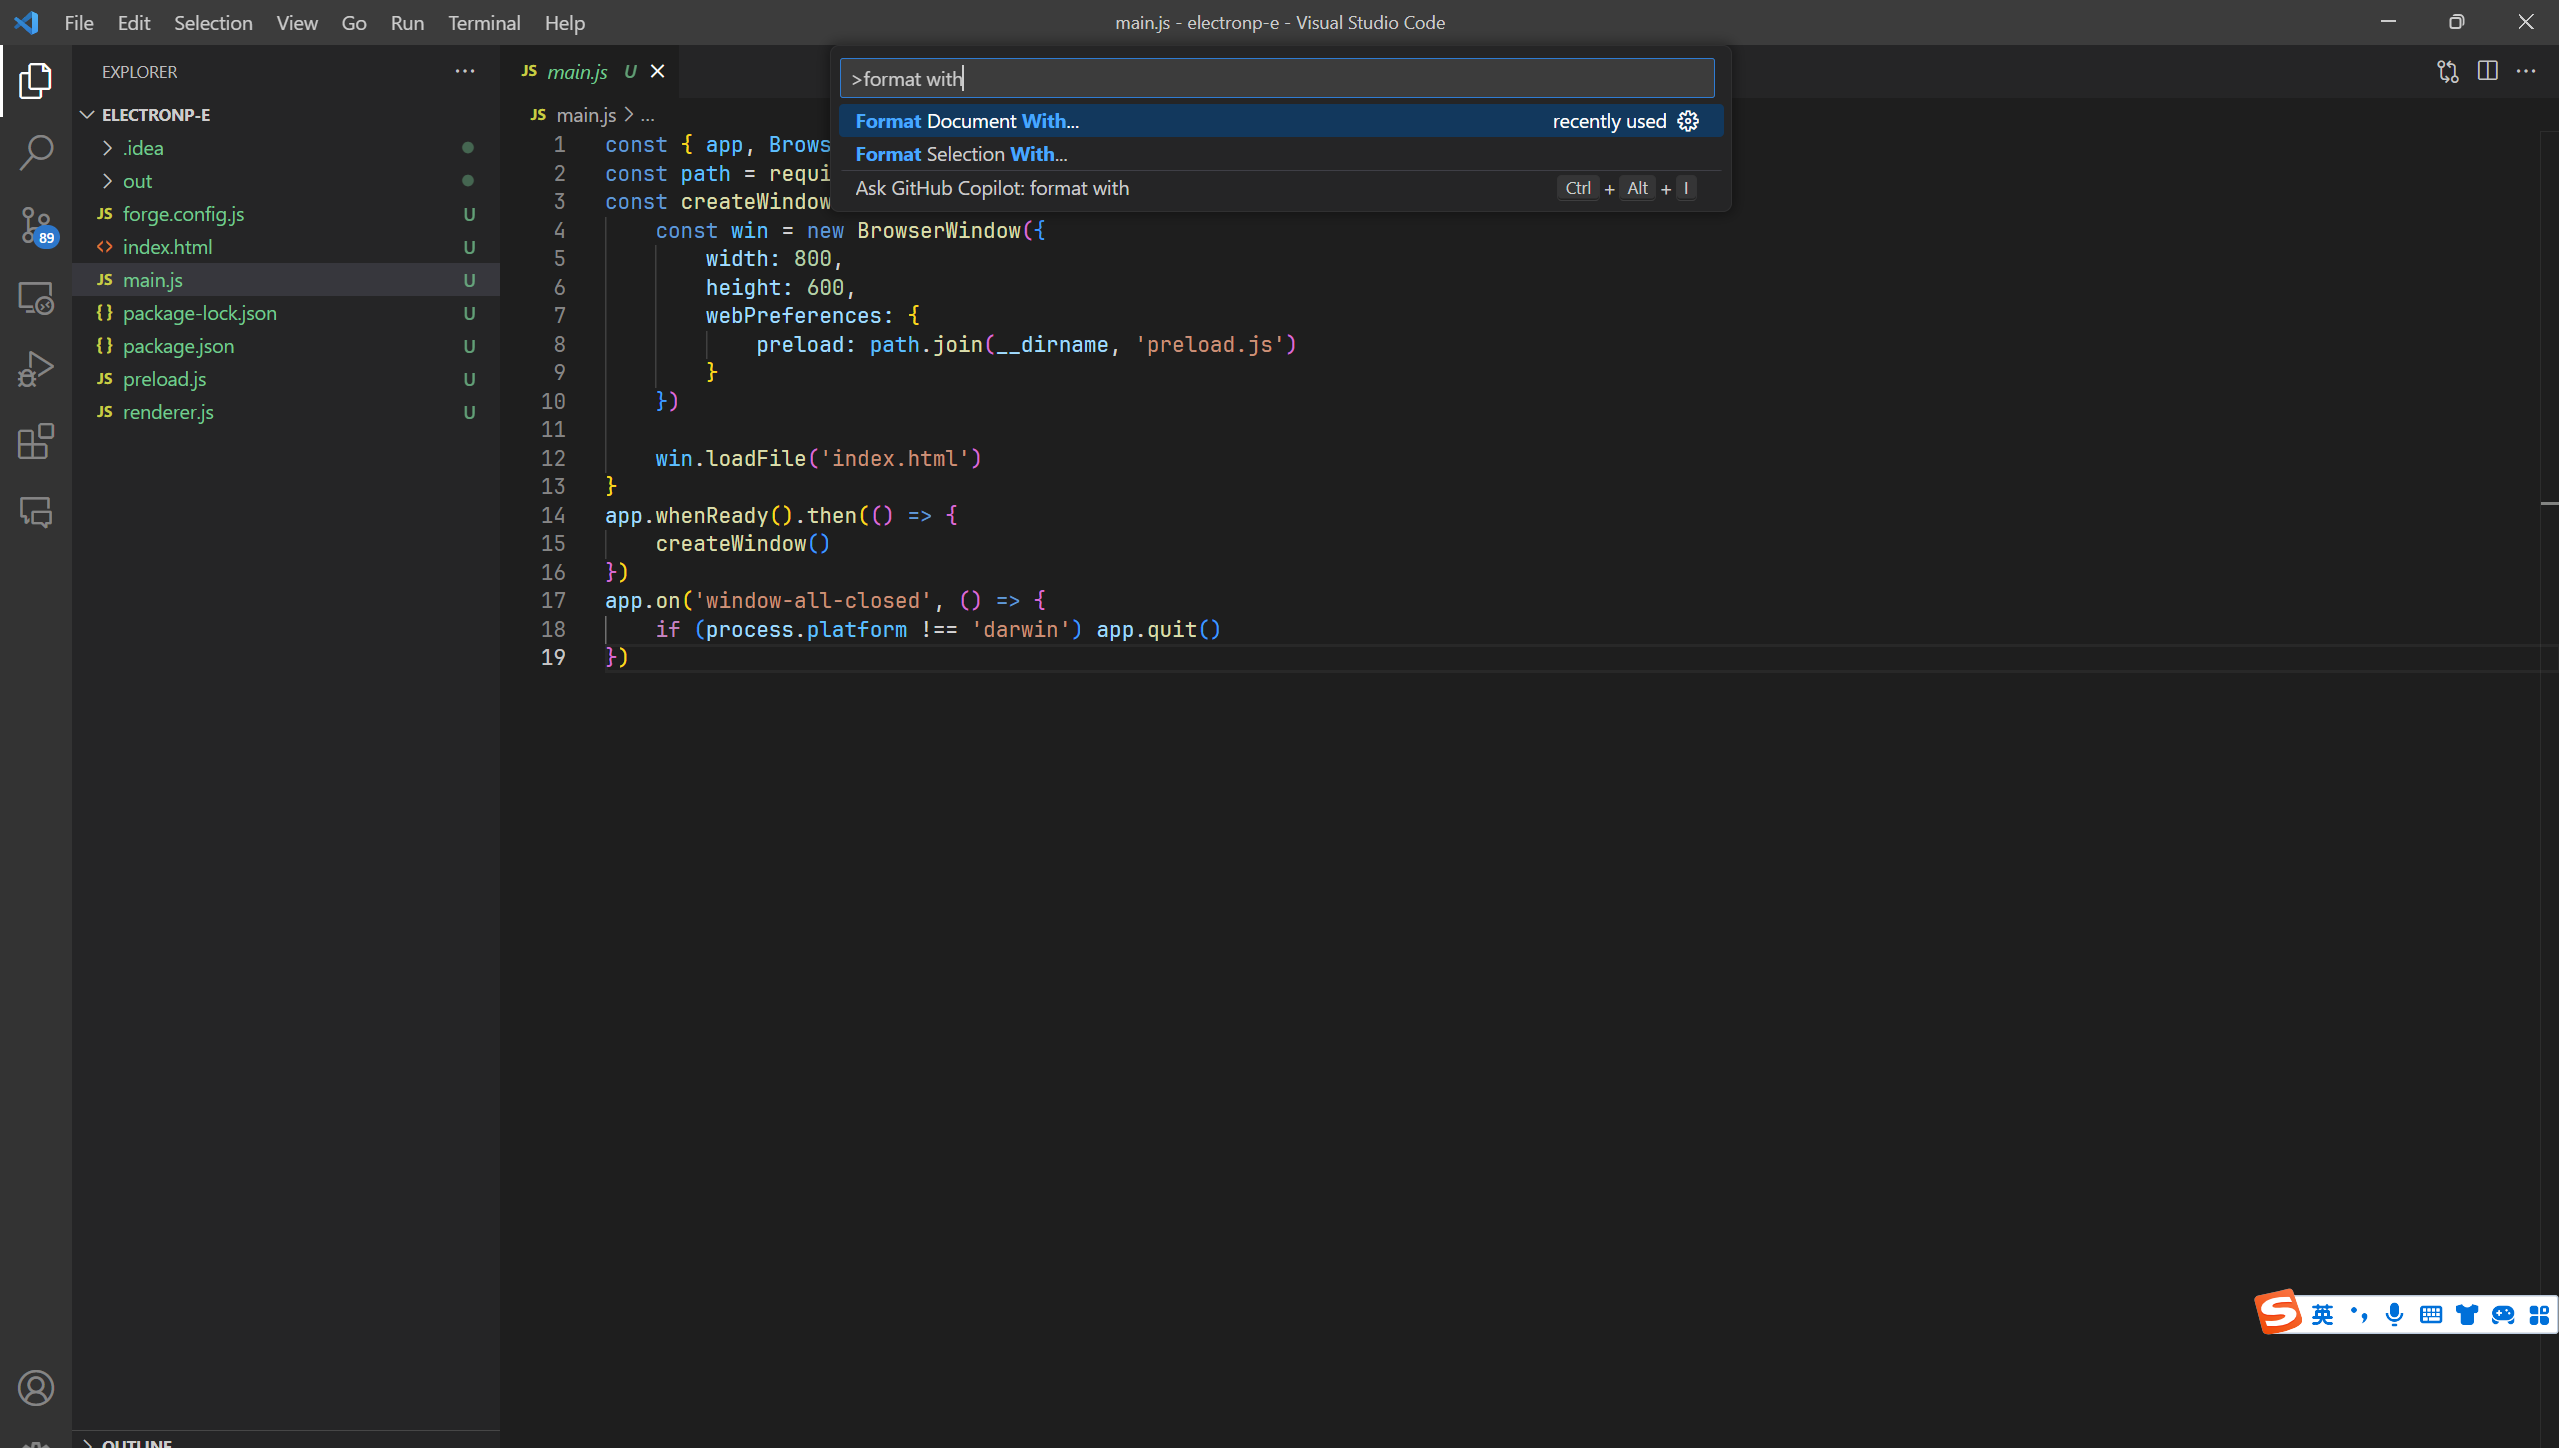 File Edit Selection View Go Run Terminal Help
main.js - electronp-e - Visual Studio Code
EXPLORER
ELECTRONP-E
.idea
out
JS forge.config.js U
<> index.html U
JS main.js U
{} package-lock.json U
{} package.json U
JS preload.js U
JS renderer.js U
OUTLINE
89
JS main.js U
>format with
Format Document With... recently used
Format Selection With...
Ask GitHub Copilot: format with Ctrl + Alt + I
JS main.js > ...
1 const { app, Brows
2 const path = requi
3 const createWindow
4 const win = new BrowserWindow({
5 width: 800,
6 height: 600,
7 webPreferences: {
8 preload: path.join(__dirname, 'preload.js')
9 }
10 })
11
12 win.loadFile('index.html')
13 }
14 app.whenReady().then(() => {
15 createWindow()
16 })
17 app.on('window-all-closed', () => {
18 if (process.platform !== 'darwin') app.quit()
19 })
S 英